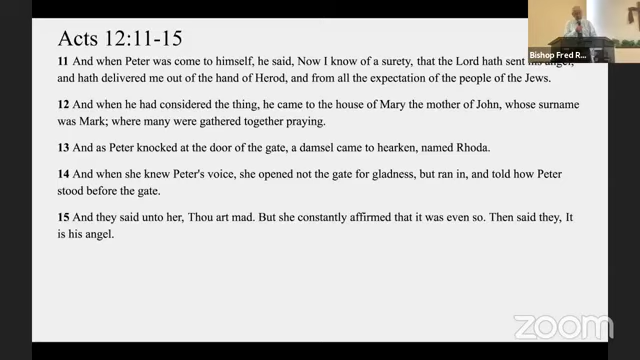 Acts 12:11-15
11 And when Peter was come to himself, he said, Now I know of a surety, that the Lord hath sent his angel,
and hath delivered me out of the hand of Herod, and from all the expectation of the people of the Jews.
12 And when he had considered the thing, he came to the house of Mary the mother of John, whose surname
was Mark; where many were gathered together praying.
13 And as Peter knocked at the door of the gate, a damsel came to hearken, named Rhoda.
14 And when she knew Peter's voice, she opened not the gate for gladness, but ran in, and told how Peter
stood before the gate.
15 And they said unto her, Thou art mad. But she constantly affirmed that it was even so. Then said they, It
is his angel.
Bishop Fred R...
zoom